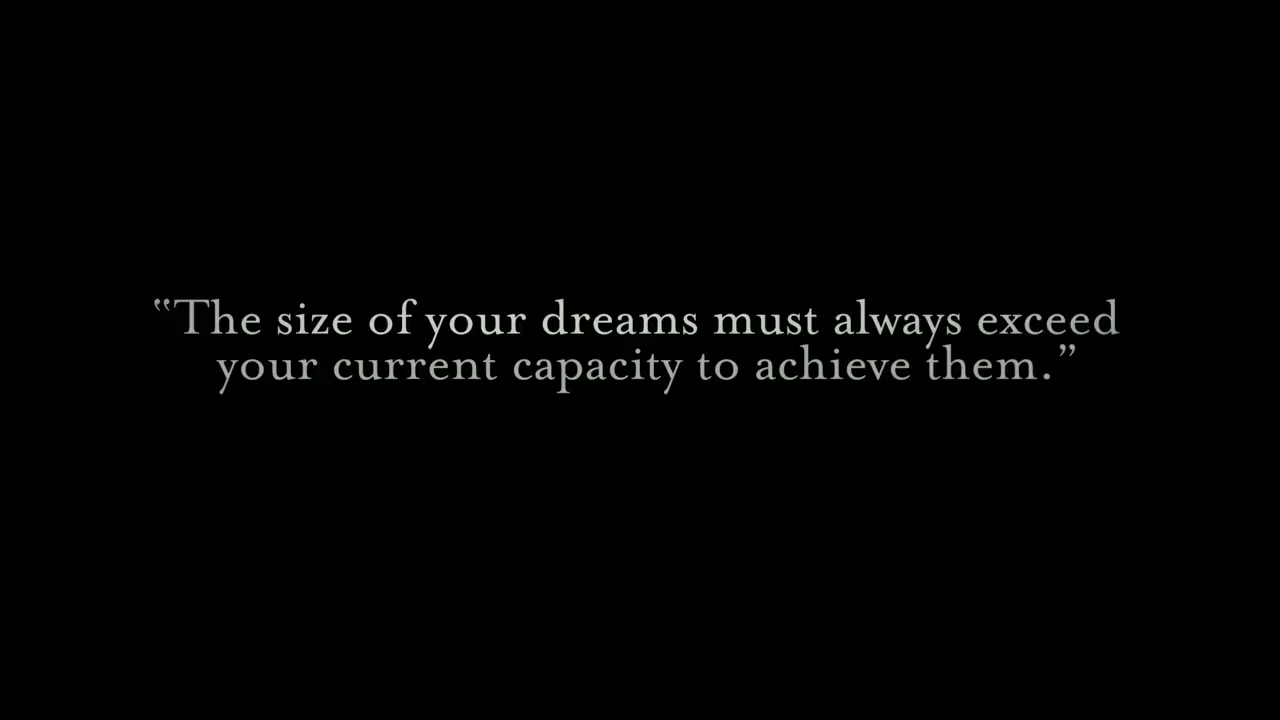 “The size of your dreams must always exceed
your current capacity to achieve them.”